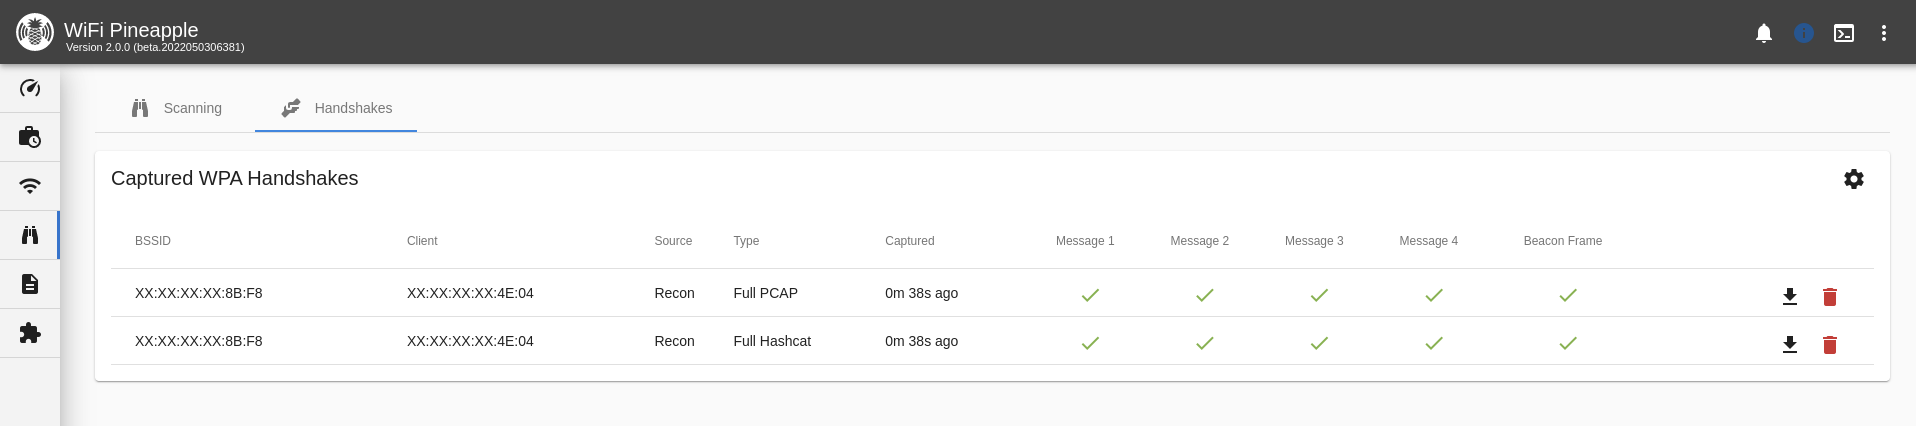 WiFi Pineapple
Version 2.0.0 (beta.2022050306381)
Scanning Handshakes
Captured WPA Handshakes
BSSID Client Source Type Captured Message 1 Message 2 Message 3 Message 4 Beacon Frame
XX:XX:XX:XX:8B:F8 XX:XX:XX:XX:4E:04 Recon Full PCAP 0m 38s ago
XX:XX:XX:XX:8B:F8 XX:XX:XX:XX:4E:04 Recon Full Hashcat 0m 38s ago